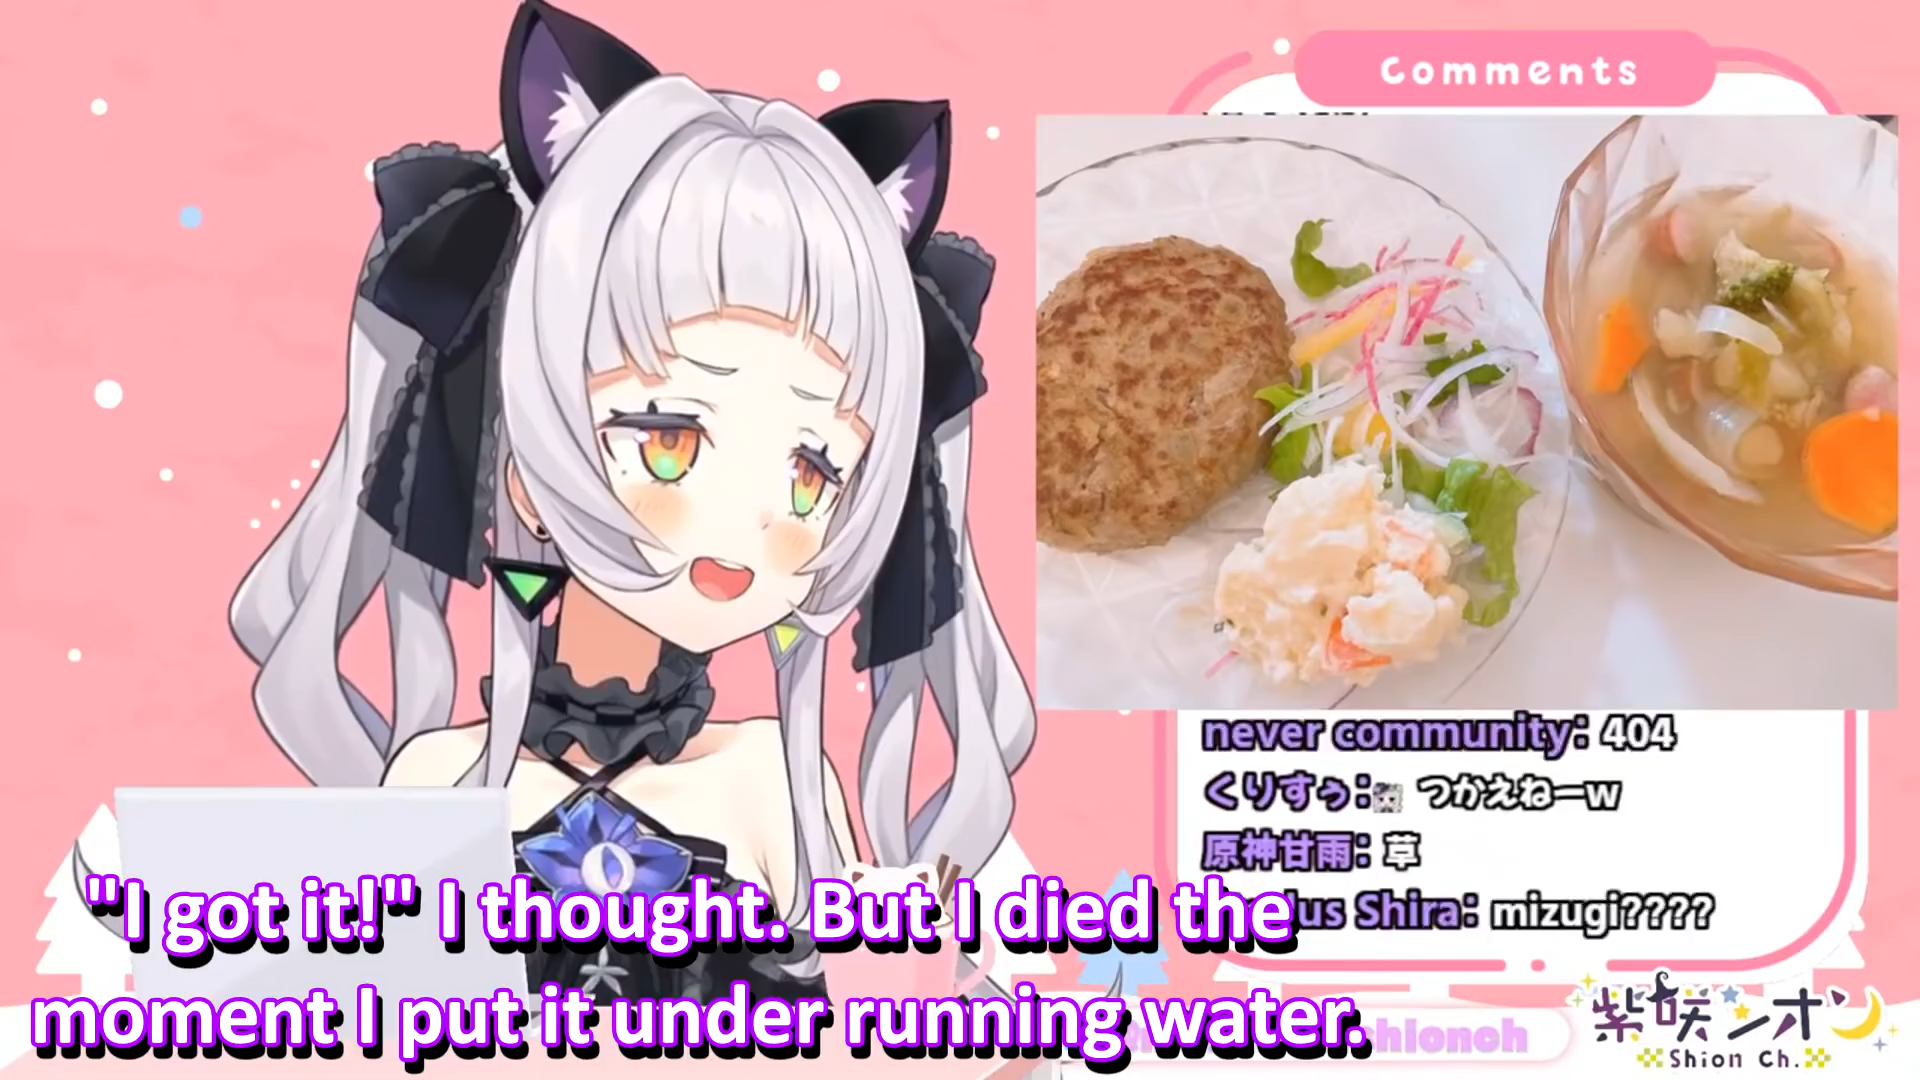 Comments
never community: 404
くりすぅ: つかえねーw
原神甘雨: 草
lus Shira: mizugi????
"I got it!" I thought. But I died the
moment I put it under running water.
shionch
紫咲シオン
Shion Ch.